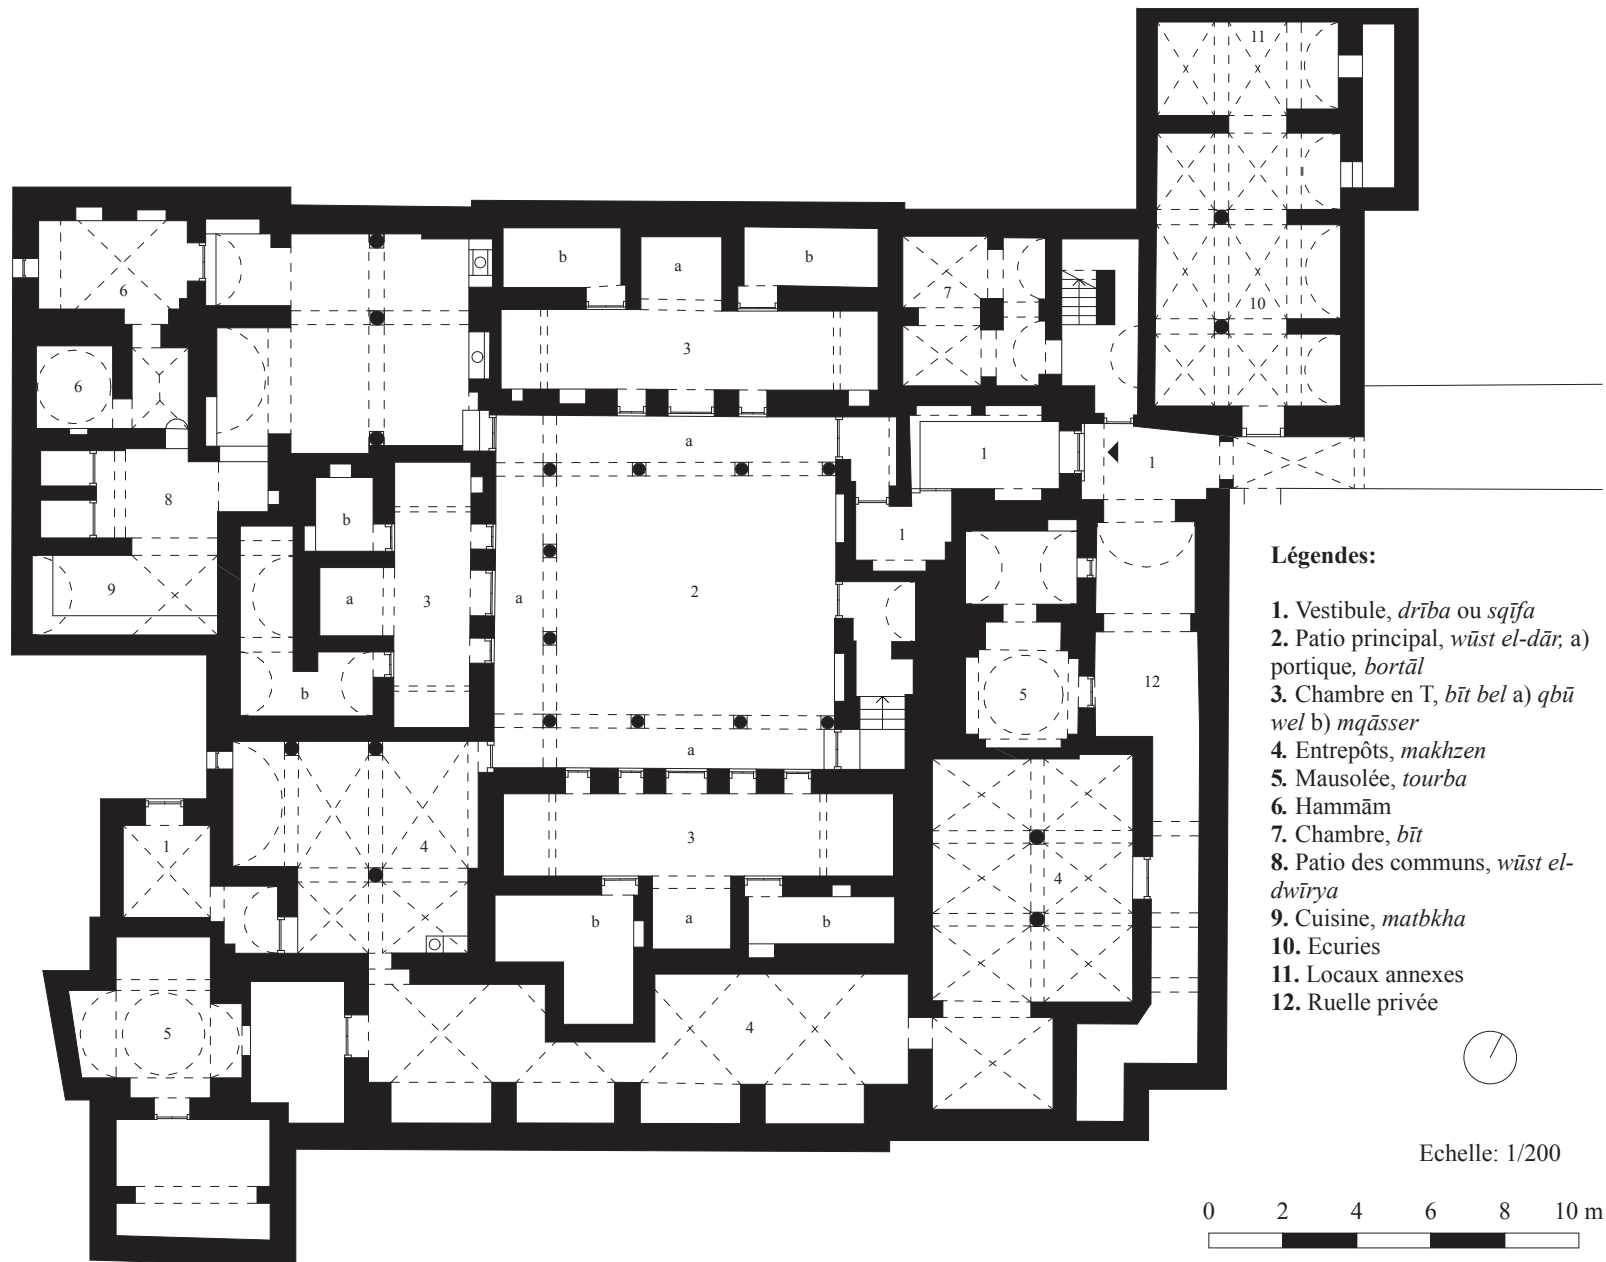 11
b
a
b
6
7
10
3
6
a
1
1
8
b
1
9
a
3
a
2
b
5
12
a
1
4
3
4
b
a
b
5
4
Légendes:
1. Vestibule, drība ou sqīfa
2. Patio principal, wūst el-dār, a)
portique, bortāl
3. Chambre en T, bīt bel a) qbū
wel b) mqāsser
4. Entrepôts, makhzen
5. Mausolée, tourba
6. Hammām
7. Chambre, bīt
8. Patio des communs, wūst el-
dwīrya
9. Cuisine, matbkha
10. Ecuries
11. Locaux annexes
12. Ruelle privée
Echelle: 1/200
0 2 4 6 8 10 m